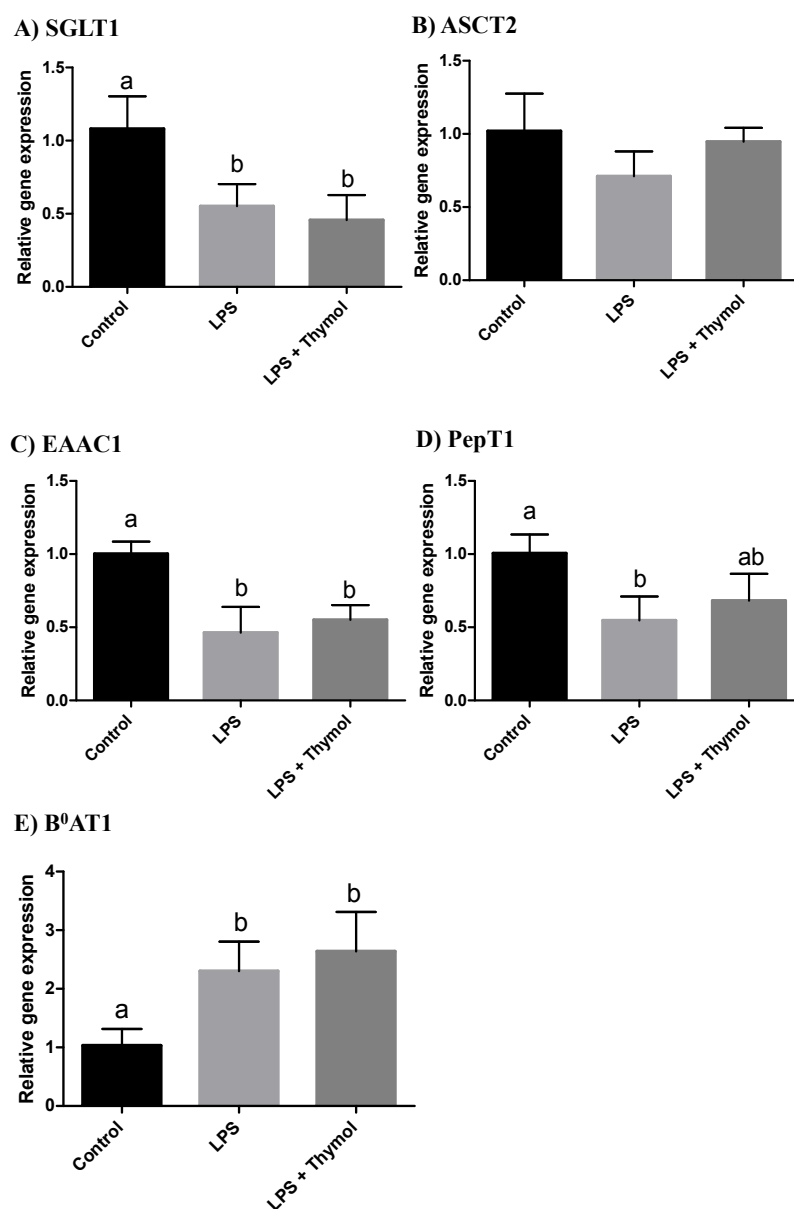 A) SGLT1
Relative gene expression
1.5
1.0
0.5
0.0
a
b
b
Control
LPS
LPS + Thymol
B) ASCT2
Relative gene expression
1.5
1.0
0.5
0.0
Control
LPS
LPS + Thymol
C) EAAC1
Relative gene expression
1.5
1.0
0.5
0.0
a
b
b
Control
LPS
LPS + Thymol
D) PepT1
Relative gene expression
1.5
1.0
0.5
0.0
a
b
ab
Control
LPS
LPS + Thymol
E) B⁰AT1
Relative gene expression
4
3
2
1
0
a
b
b
Control
LPS
LPS + Thymol